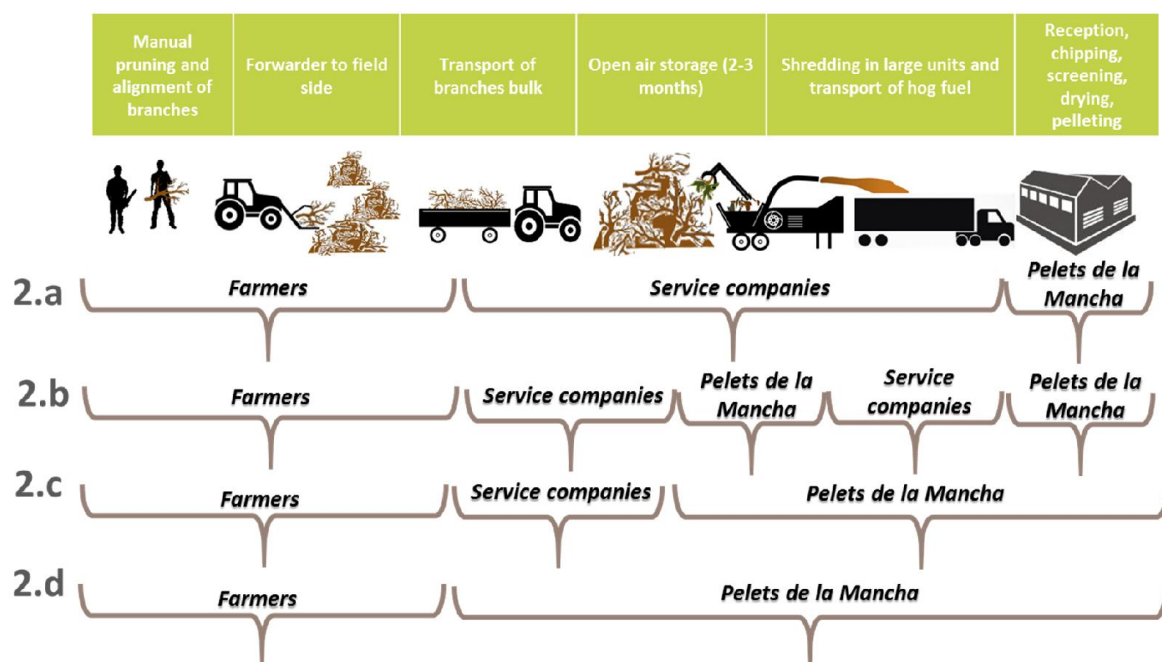 Manual
pruning and
alignment of
branches
Forwarder to field
side
Transport of
branches bulk
Open air storage (2-3
months)
Shredding in large units and
transport of hog fuel
Reception,
chipping,
screening,
drying,
pelleting
2.a
Farmers
Service companies
Pelets de la
Mancha
2.b
Farmers
Service companies
Pelets de la
Mancha
Service
companies
Pelets de la
Mancha
2.c
Farmers
Service companies
Pelets de la Mancha
2.d
Farmers
Pelets de la Mancha